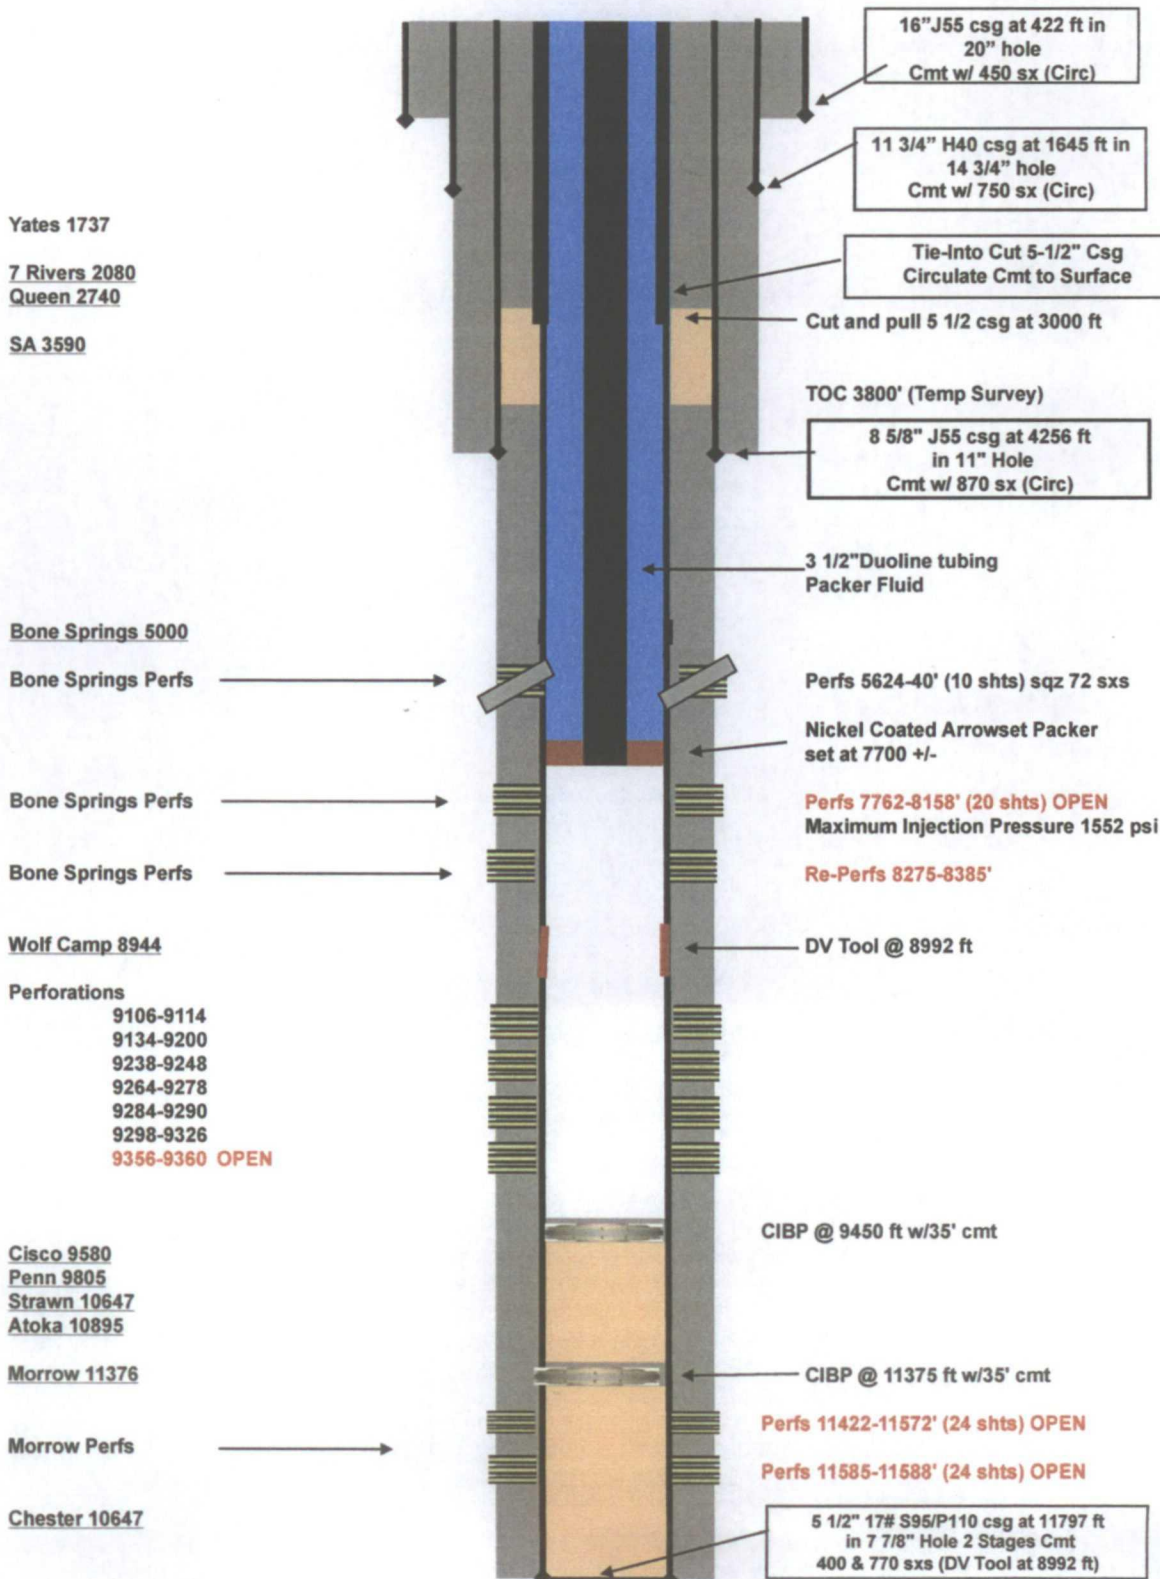 16"J55 csg at 422 ft in
20" hole
Cmt w/ 450 sx (Circ)
11 3/4" H40 csg at 1645 ft in
14 3/4" hole
Cmt w/ 750 sx (Circ)
Yates 1737
Tie-Into Cut 5-1/2" Csg
Circulate Cmt to Surface
7 Rivers 2080
Queen 2740
Cut and pull 5 1/2 csg at 3000 ft
SA 3590
TOC 3800' (Temp Survey)
8 5/8" J55 csg at 4256 ft
in 11" Hole
Cmt w/ 870 sx (Circ)
3 1/2"Duoline tubing
Packer Fluid
Bone Springs 5000
Bone Springs Perfs
Perfs 5624-40' (10 shts) sqz 72 sxs
Nickel Coated Arrowset Packer
set at 7700 +/-
Bone Springs Perfs
Perfs 7762-8158' (20 shts) OPEN
Maximum Injection Pressure 1552 psi
Bone Springs Perfs
Re-Perfs 8275-8385'
Wolf Camp 8944
DV Tool @ 8992 ft
Perforations
9106-9114
9134-9200
9238-9248
9264-9278
9284-9290
9298-9326
9356-9360 OPEN
CIBP @ 9450 ft w/35' cmt
Cisco 9580
Penn 9805
Strawn 10647
Atoka 10895
Morrow 11376
CIBP @ 11375 ft w/35' cmt
Perfs 11422-11572' (24 shts) OPEN
Morrow Perfs
Perfs 11585-11588' (24 shts) OPEN
Chester 10647
5 1/2" 17# S95/P110 csg at 11797 ft
in 7 7/8" Hole 2 Stages Cmt
400 & 770 sxs (DV Tool at 8992 ft)